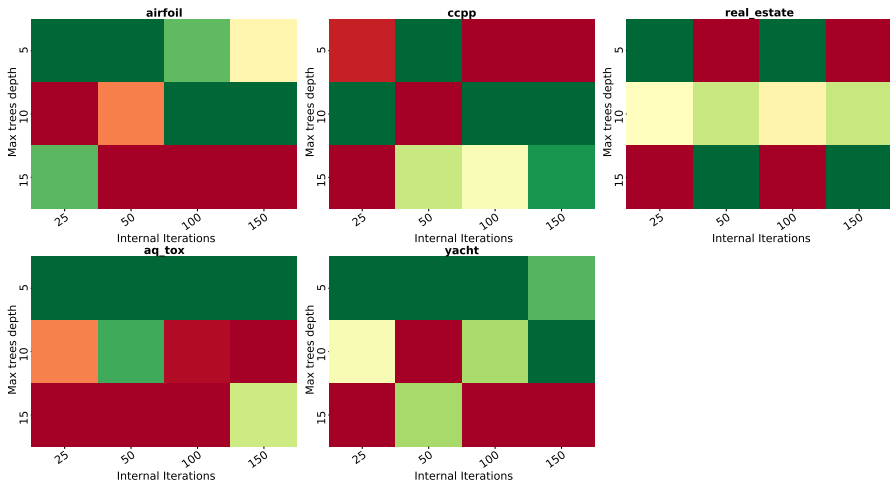 airfoil
Max trees depth
5
10
15
25 50 100 150
Internal Iterations
ccpp
Max trees depth
5
10
15
25 50 100 150
Internal Iterations
real_estate
Max trees depth
5
10
15
25 50 100 150
Internal Iterations
aq_tox
Max trees depth
5
10
15
25 50 100 150
Internal Iterations
yacht
Max trees depth
5
10
15
25 50 100 150
Internal Iterations